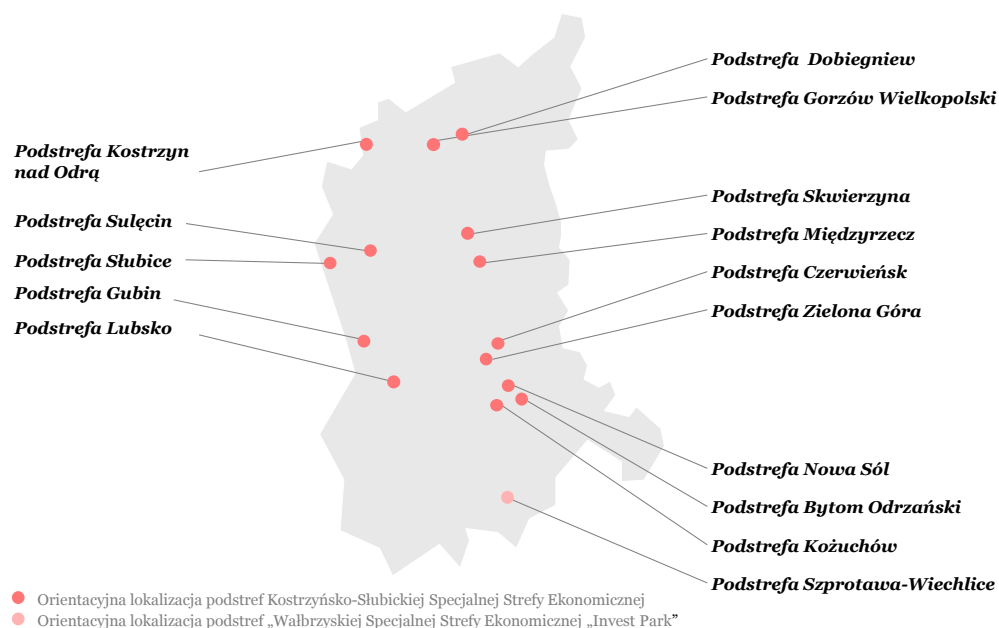 Podstrefa Dobiegniew
Podstrefa Gorzów Wielkopolski
Podstrefa Kostrzyn
nad Odrą
Podstrefa Skwierzyna
Podstrefa Sulęcin
Podstrefa Międzyrzecz
Podstrefa Słubice
Podstrefa Czerwieńsk
Podstrefa Gubin
Podstrefa Zielona Góra
Podstrefa Lubsko
Podstrefa Nowa Sól
Podstrefa Bytom Odrzański
Podstrefa Kożuchów
Podstrefa Szprotawa-Wiechlice
Orientacyjna lokalizacja podstref Kostrzyńsko-Słubickiej Specjalnej Strefy Ekonomicznej
Orientacyjna lokalizacja podstref „Wałbrzyskiej Specjalnej Strefy Ekonomicznej „Invest Park”